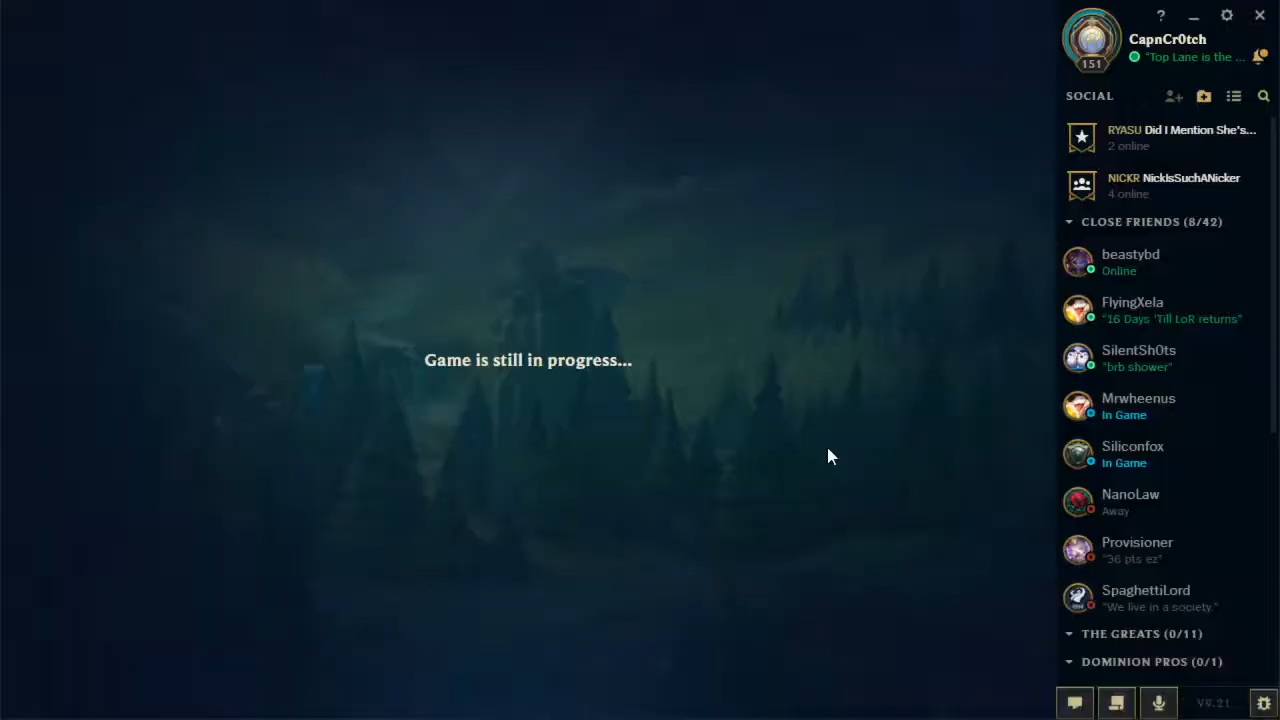 ?
CapnCr0tch
151
"Top Lane is the ...
SOCIAL
RYASU Did I Mention She's...
2 online
NICKR NickIsSuchANicker
4 online
CLOSE FRIENDS (8/42)
beastybd
Online
FlyingXela
"16 Days 'Till LoR returns"
SilentSh0ts
"brb shower"
Mrwheenus
In Game
Siliconfox
In Game
NanoLaw
Away
Provisioner
"36 pts ez"
SpaghettiLord
"We live in a society."
THE GREATS (0/11)
DOMINION PROS (0/1)
V9.21
Game is still in progress...